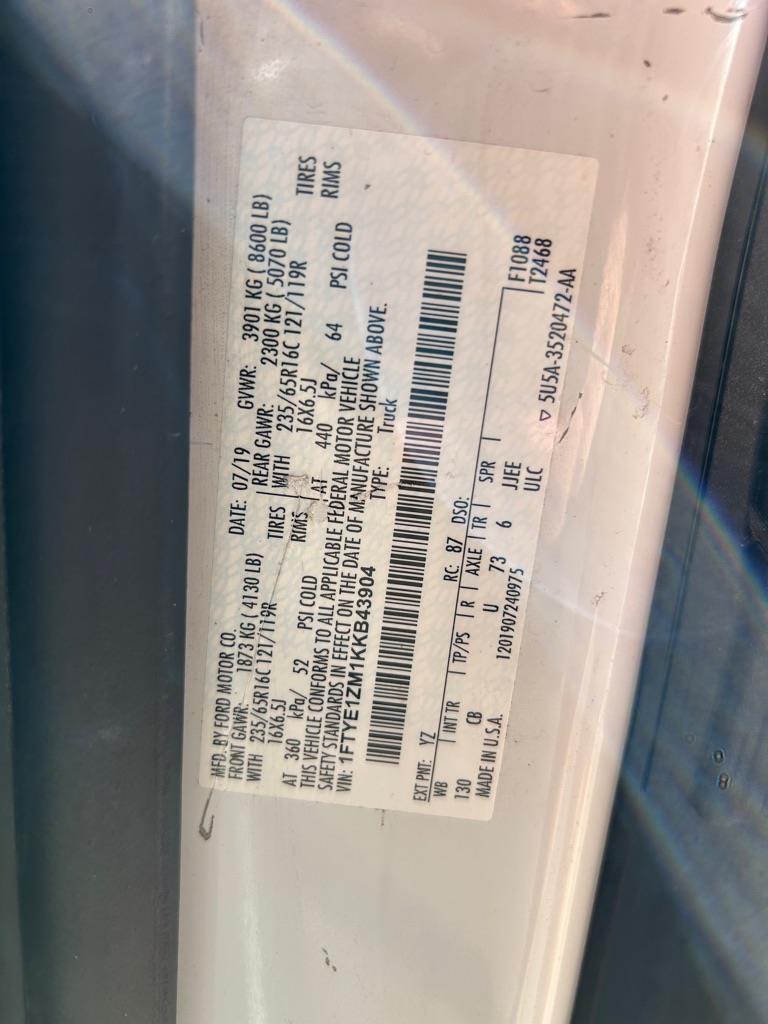 MFD. BY FORD MOTOR CO.
DATE: 07/19 GVWR: 3901 KG ( 8600 LB)
FRONT GAWR: 1873 KG ( 4130 LB) REAR GAWR: 2300 KG ( 5070 LB)
WITH 235/65R16C 121/119R TIRES WITH 235/65R16C 121/119R TIRES
16X6.5J RIMS 16X6.5J RIMS
AT 360 kPa/ 52 PSI COLD AT 440 kPa/ 64 PSI COLD
THIS VEHICLE CONFORMS TO ALL APPLICABLE FEDERAL MOTOR VEHICLE
SAFETY STANDARDS IN EFFECT ON THE DATE OF MANUFACTURE SHOWN ABOVE.
VIN: 1FTYE1ZM1KKB43904 TYPE: Truck
EXT PNT: YZ RC: 87 DSO:
WB INT TR TP/PS R AXLE TR SPR F1088
130 CB U 73 6 JJEE T2468
MADE IN U.S.A. 1201907240975 ULC
▽ 5U5A-3520472-AA